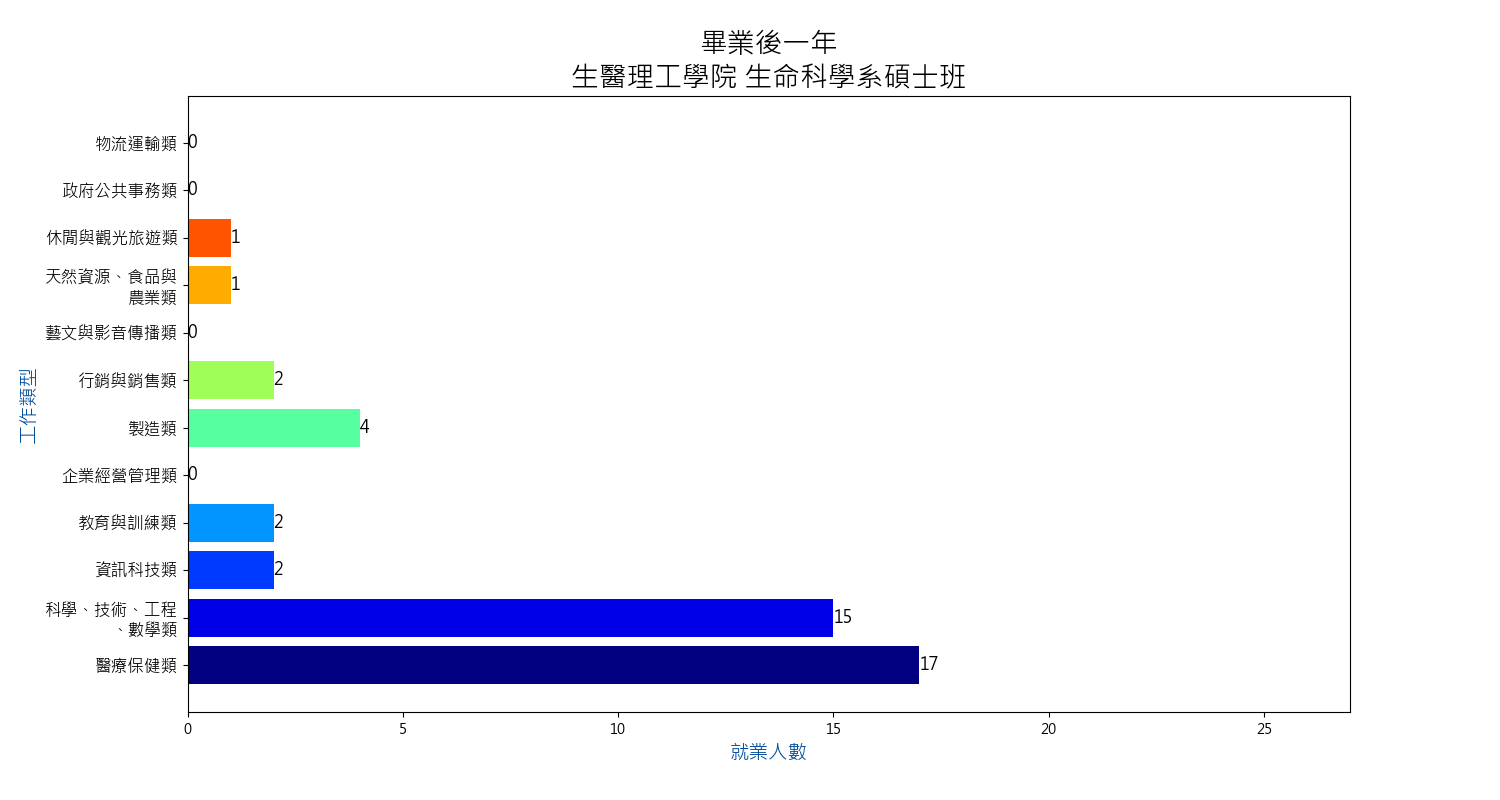 畢業後一年
生醫理工學院 生命科學系碩士班
物流運輸類 0
政府公共事務類 0
休閒與觀光旅遊類 1
天然資源、食品與
農業類 1
藝文與影音傳播類 0
行銷與銷售類 2
製造類 4
企業經營管理類 0
教育與訓練類 2
資訊科技類 2
科學、技術、工程
、數學類 15
醫療保健類 17
工作類型
0 5 10 15 20 25
就業人數